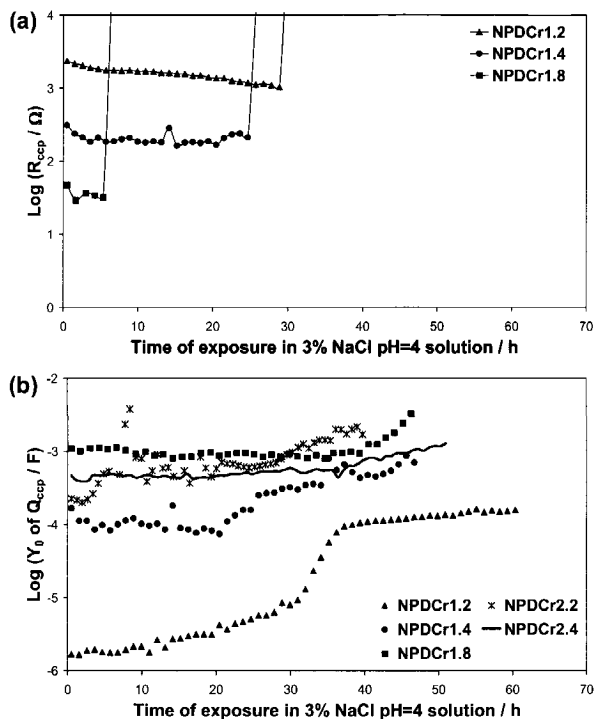 (a)
4
3
2
1
0
Log (R_ccp / Ω)
NPDCr1.2
NPDCr1.4
NPDCr1.8
0 10 20 30 40 50 60 70
Time of exposure in 3% NaCl pH=4 solution / h
(b)
-2
-3
-4
-5
-6
Log (Y_0 of Q_ccp / F)
NPDCr1.2 NPDCr2.2
NPDCr1.4 NPDCr2.4
NPDCr1.8
0 10 20 30 40 50 60 70
Time of exposure in 3% NaCl pH=4 solution / h